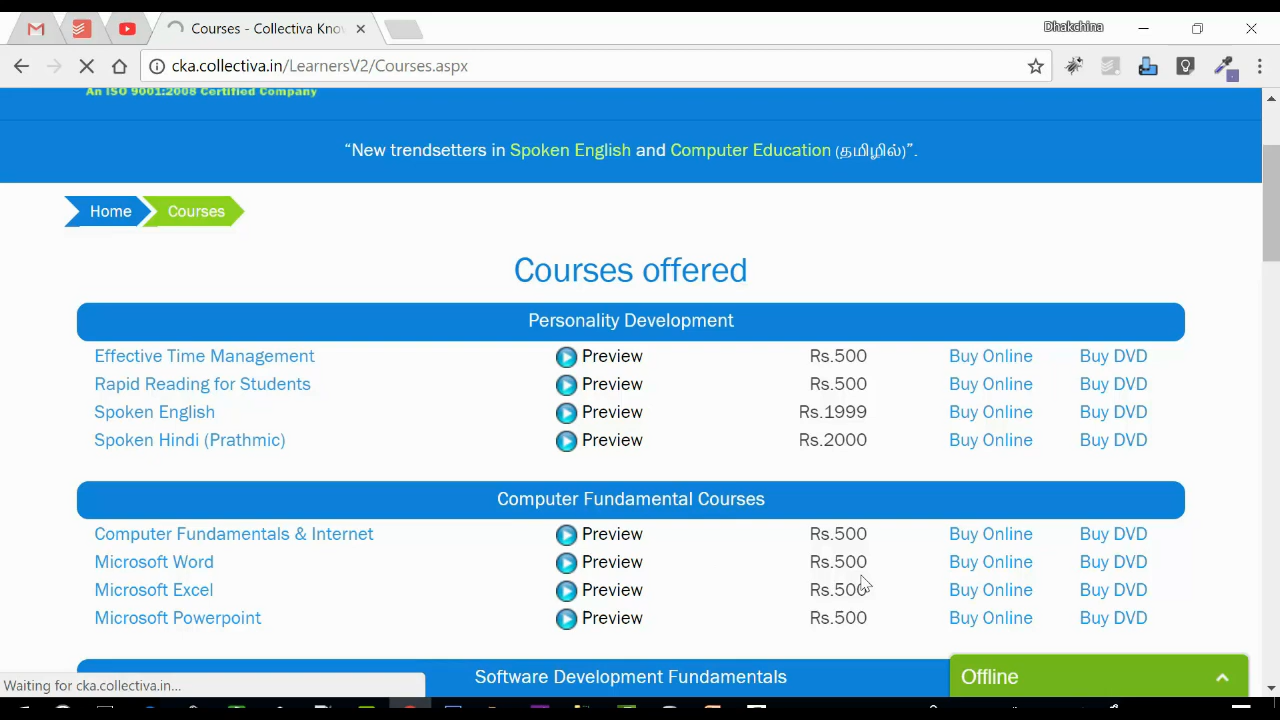 Courses - Collectiva Knov
Dhakchina
cka.collectiva.in/LearnersV2/Courses.aspx
An ISO 9001:2008 Certified Company
“New trendsetters in Spoken English and Computer Education (தமிழில்)”.
Home Courses
Courses offered
Personality Development
Effective Time Management Preview Rs.500 Buy Online Buy DVD
Rapid Reading for Students Preview Rs.500 Buy Online Buy DVD
Spoken English Preview Rs.1999 Buy Online Buy DVD
Spoken Hindi (Prathmic) Preview Rs.2000 Buy Online Buy DVD
Computer Fundamental Courses
Computer Fundamentals & Internet Preview Rs.500 Buy Online Buy DVD
Microsoft Word Preview Rs.500 Buy Online Buy DVD
Microsoft Excel Preview Rs.500 Buy Online Buy DVD
Microsoft Powerpoint Preview Rs.500 Buy Online Buy DVD
Software Development Fundamentals
Offline
Waiting for cka.collectiva.in...